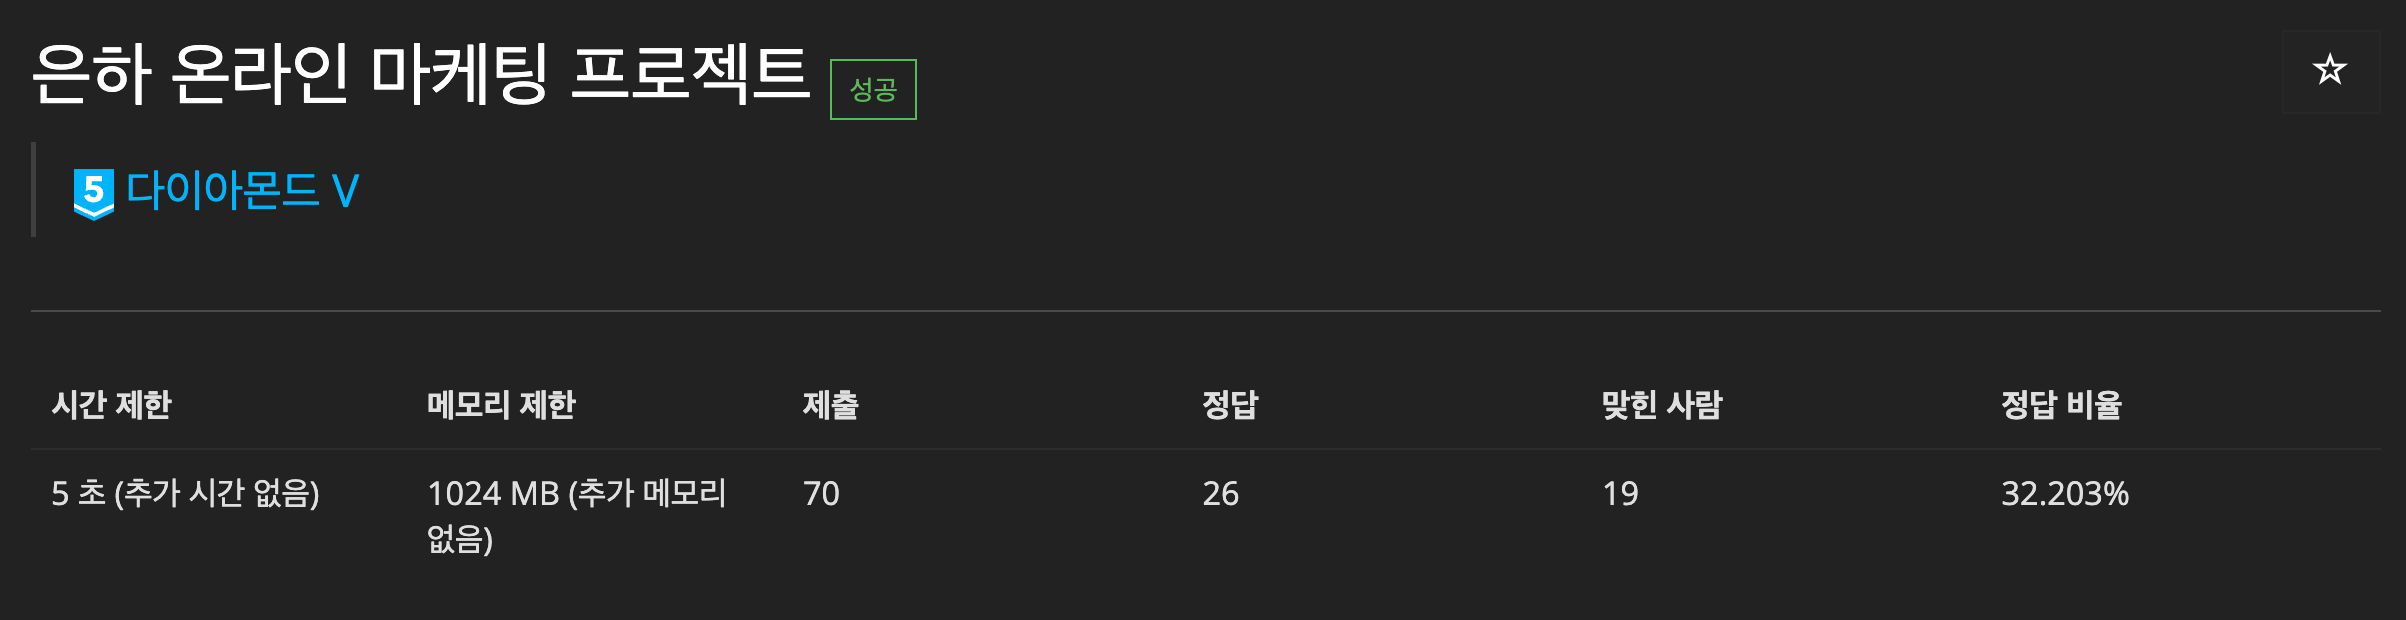 은하 온라인 마케팅 프로젝트 성공
5 다이아몬드 V
시간 제한 메모리 제한 제출 정답 맞힌 사람 정답 비율
5 초 (추가 시간 없음) 1024 MB (추가 메모리 없음) 70 26 19 32.203%